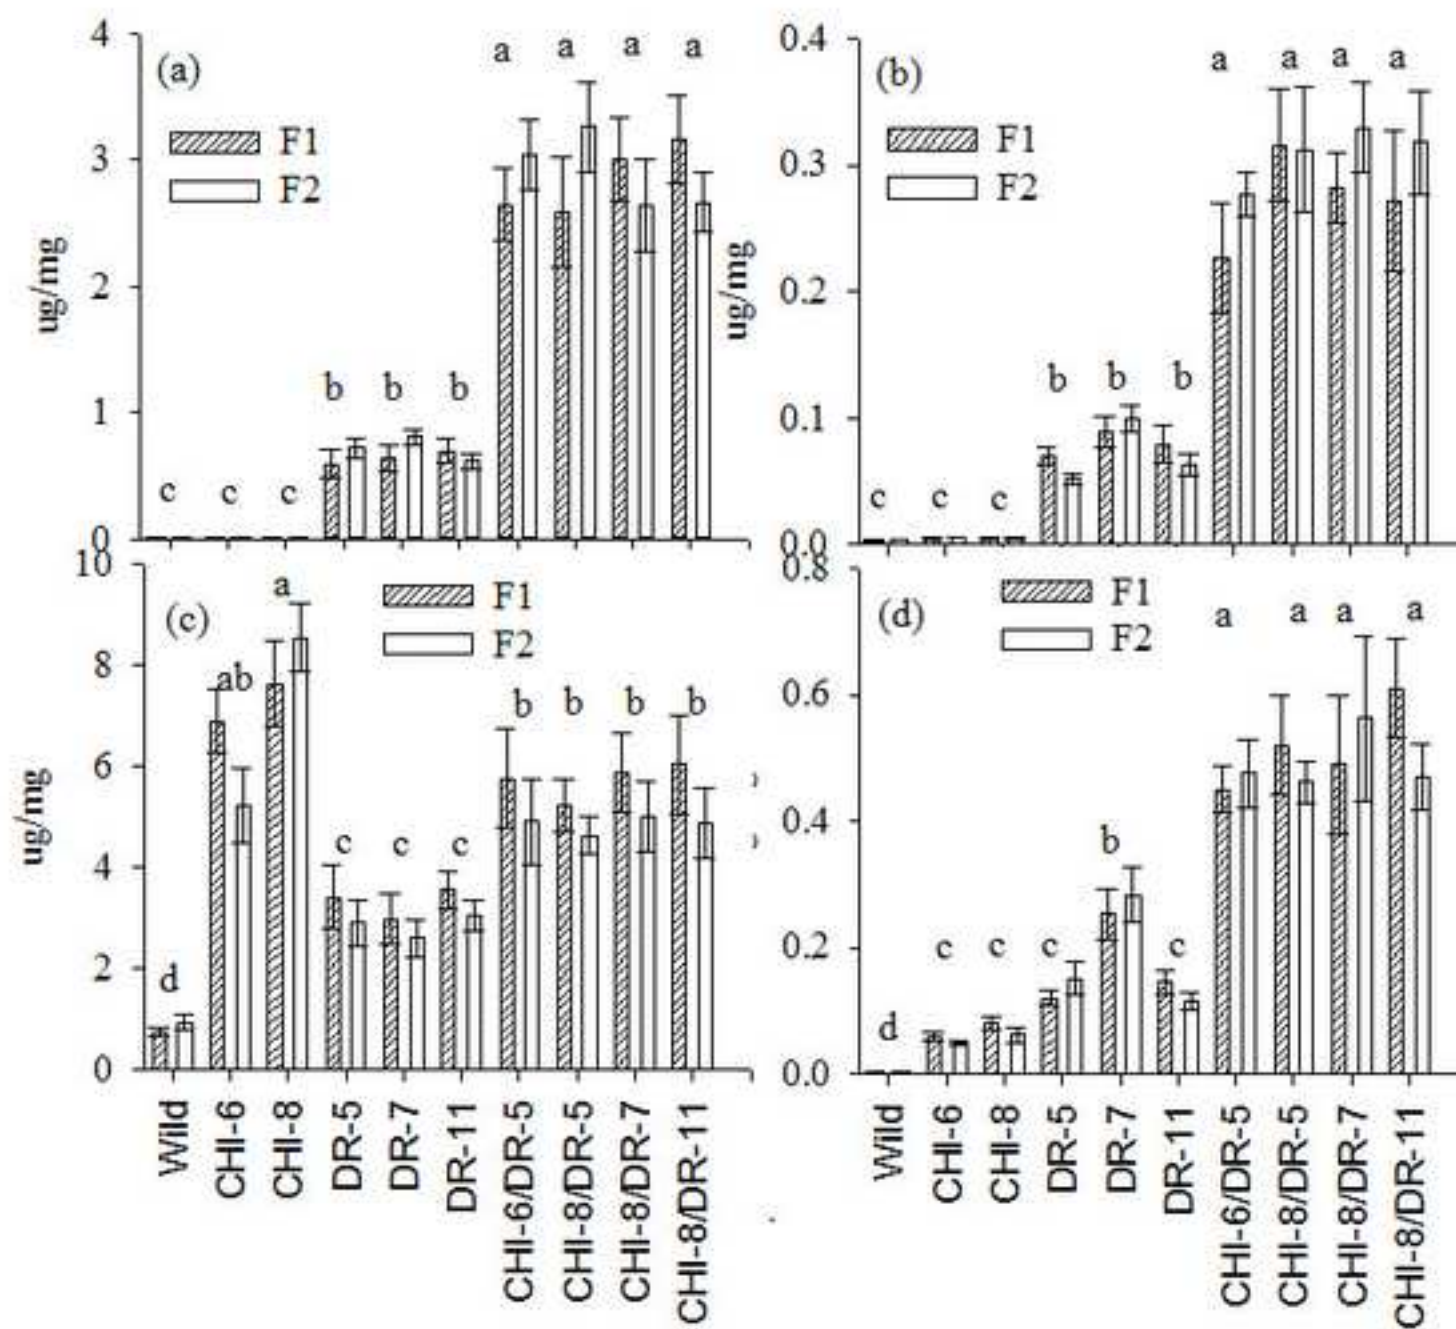 (a)
F1
F2
ug/mg
4
3
2
1
0
a a a a
b b b
c c c
(b)
F1
F2
ug/mg
0.4
0.3
0.2
0.1
0.0
a a a a
b b b
c c c
(c)
F1
F2
ug/mg
10
8
6
4
2
0
a
ab
b b b b
c c c
d
Wild
CHI-6
CHI-8
DR-5
DR-7
DR-11
CHI-6/DR-5
CHI-8/DR-5
CHI-8/DR-7
CHI-8/DR-11
(d)
F1
F2
0.8
0.6
0.4
0.2
0.0
a a a a
b
c c c c
d
Wild
CHI-6
CHI-8
DR-5
DR-7
DR-11
CHI-6/DR-5
CHI-8/DR-5
CHI-8/DR-7
CHI-8/DR-11